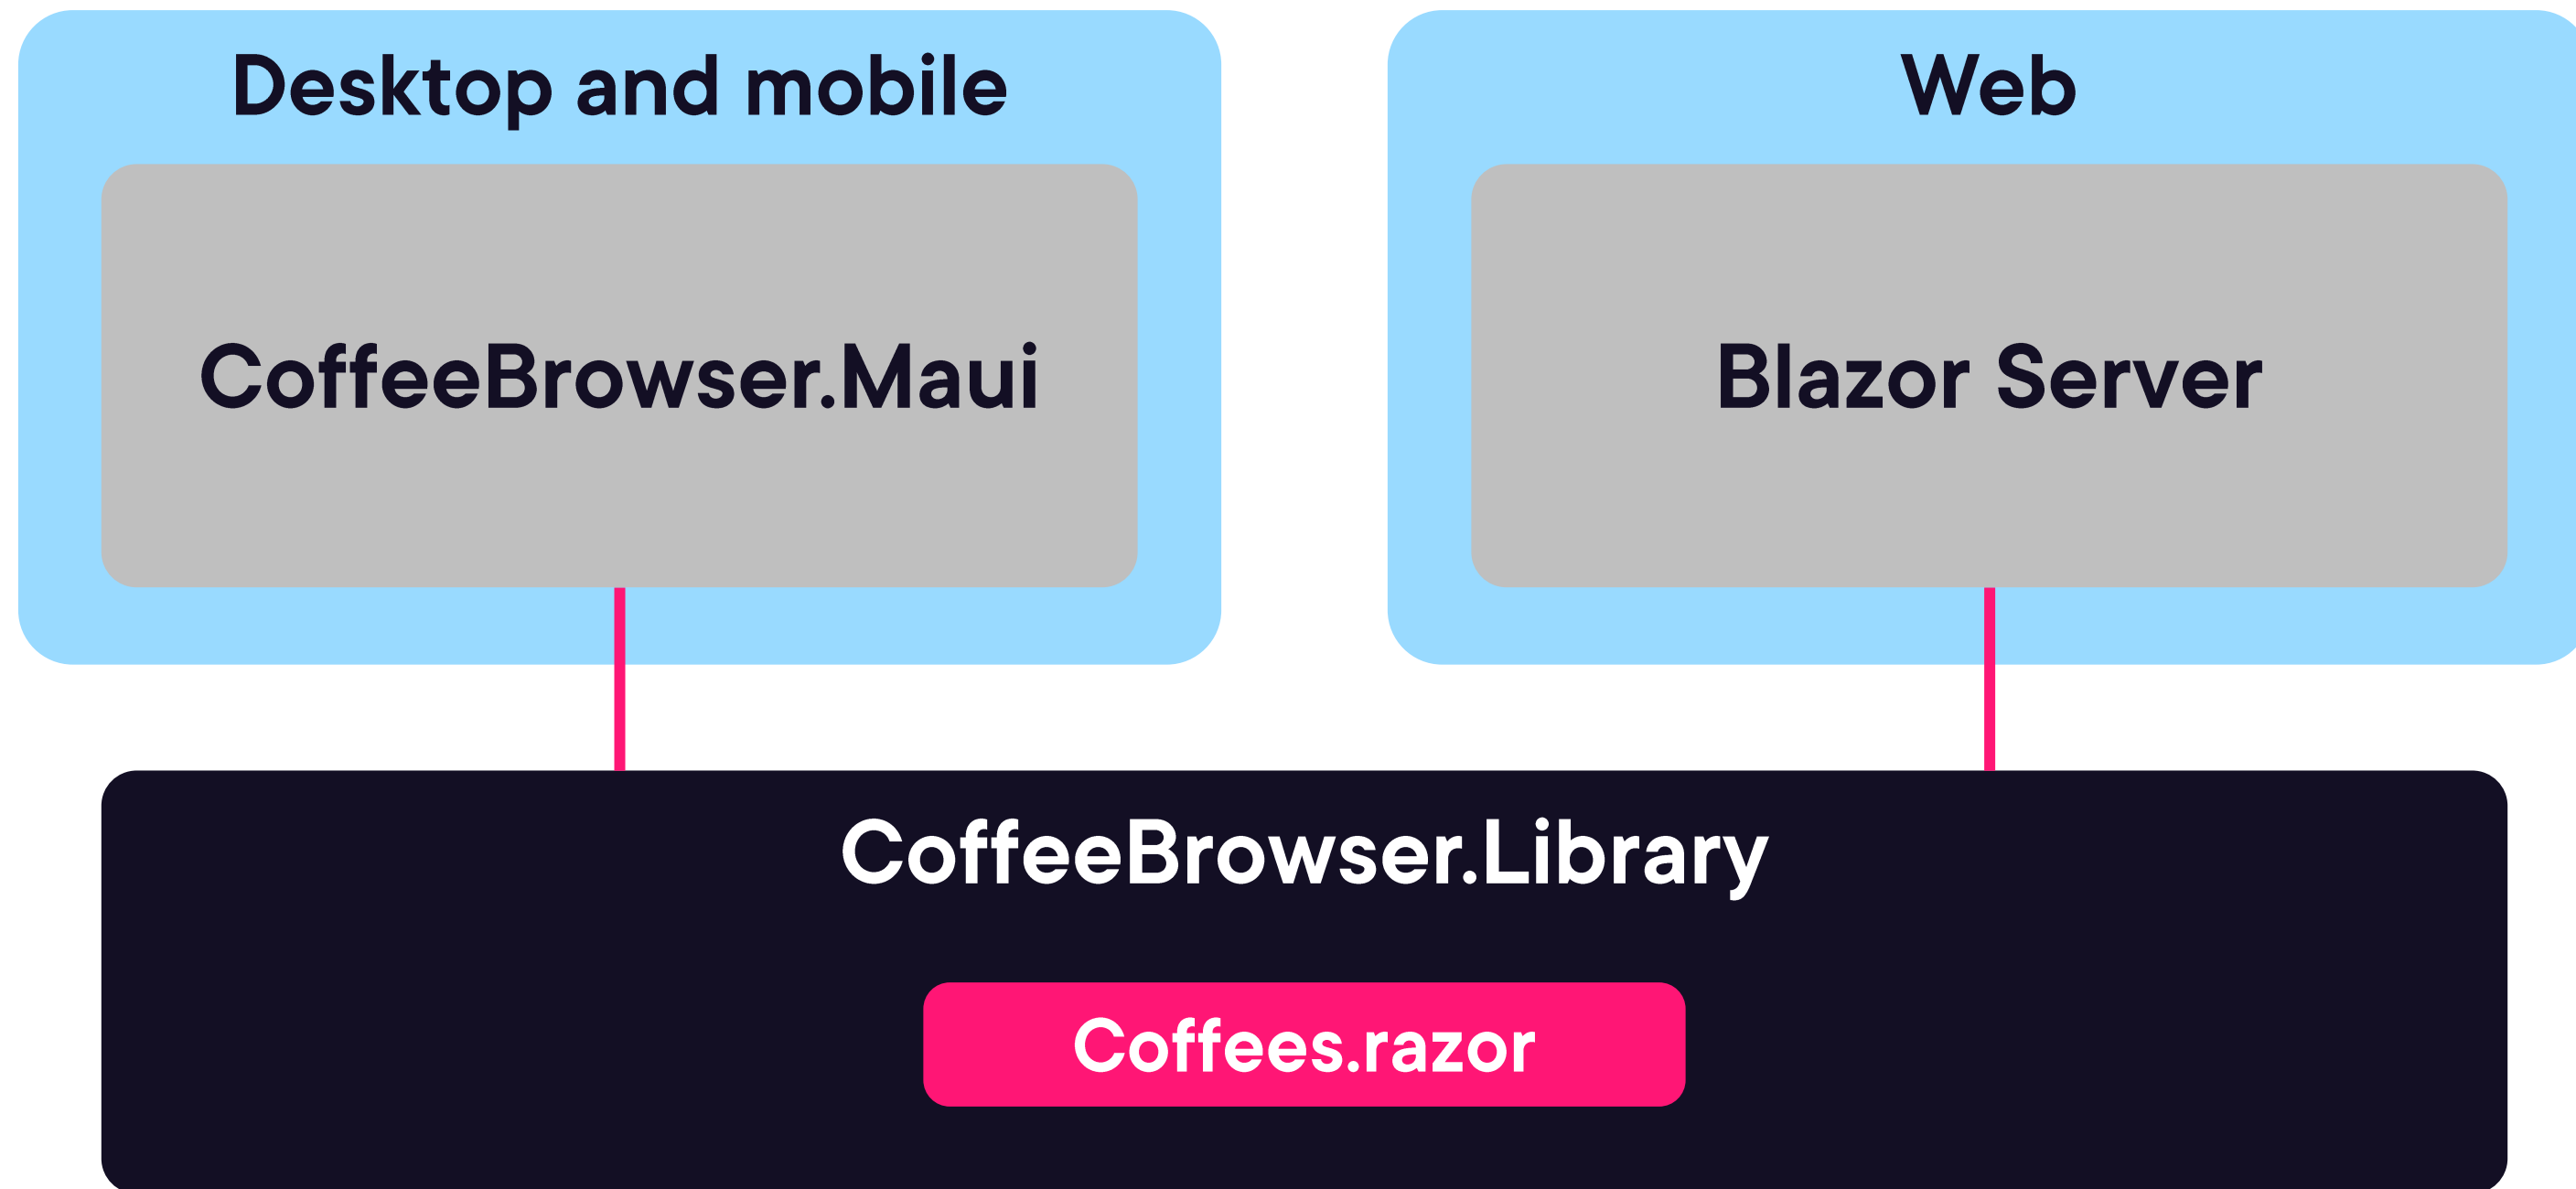 Desktop and mobile
Web
CoffeeBrowser.Maui
Blazor Server
CoffeeBrowser.Library
Coffees.razor